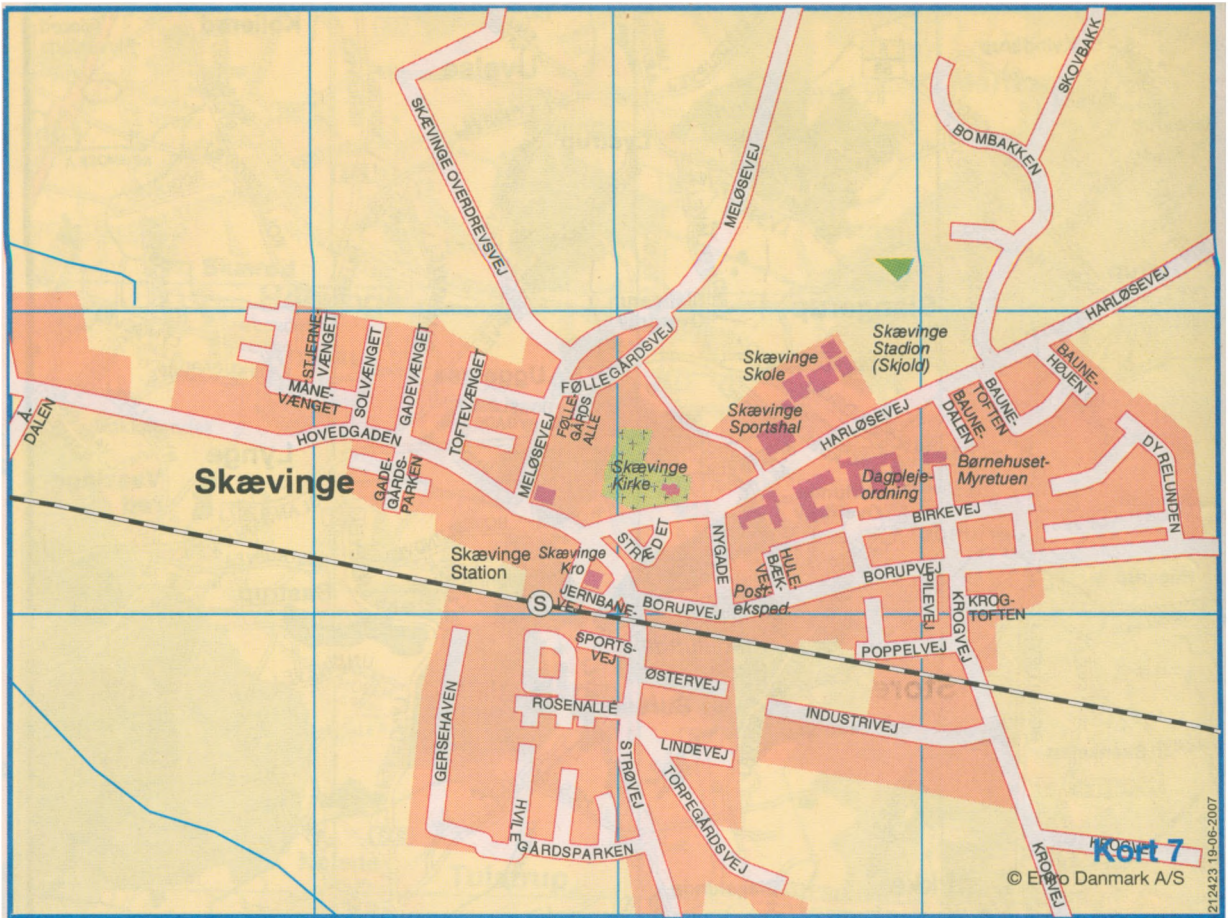 SKÆVINGE OVERDREVSVEJ
MELØSEVEJ
BOMBAKKEN
SKOVBAKK
HARLØSEVEJ
STJERNE-
VÆNGET
MÅNE-
VÆNGET
SOLVÆNGET
GADEVÆNGET
TOFTEVÆNGET
FØLLEGÅRDSVEJ
FØLLE-
GÅRDS
ALLE
MELØSEVEJ
Skævinge
Skole
Skævinge
Stadion
(Skjold)
Skævinge
Sportshal
HARLØSEVEJ
BAUNE-
HØJEN
BAUNE-
TOFTEN
BAUNE-
DALEN
Å-
DALEN
HOVEDGADEN
GADE-
GÅRDS-
PARKEN
Skævinge
Skævinge
Kirke
Dagpleje-
ordning
Børnehuset-
Myretuen
DYRELUNDEN
BIRKEVEJ
STRÆDET
NYGADE
HULE-
BÆK-
VEJ
BORUPVEJ
Skævinge
Station
Skævinge
Kro
S
JERNBANE-
VEJ
BORUPVEJ
Post-
eksped.
PILEVEJ
KROGVEJ
KROG-
TOFTEN
POPPELVEJ
SPORTS-
VEJ
ØSTERVEJ
ROSENALLE
GERSEHAVEN
INDUSTRIVEJ
LINDEVEJ
STRØVEJ
TORPEGÅRDSVEJ
HVILE
GÅRDSPARKEN
KROGVEJ
KROGVEJ
Kort 7
© Eniro Danmark A/S
212423 19-06-2007